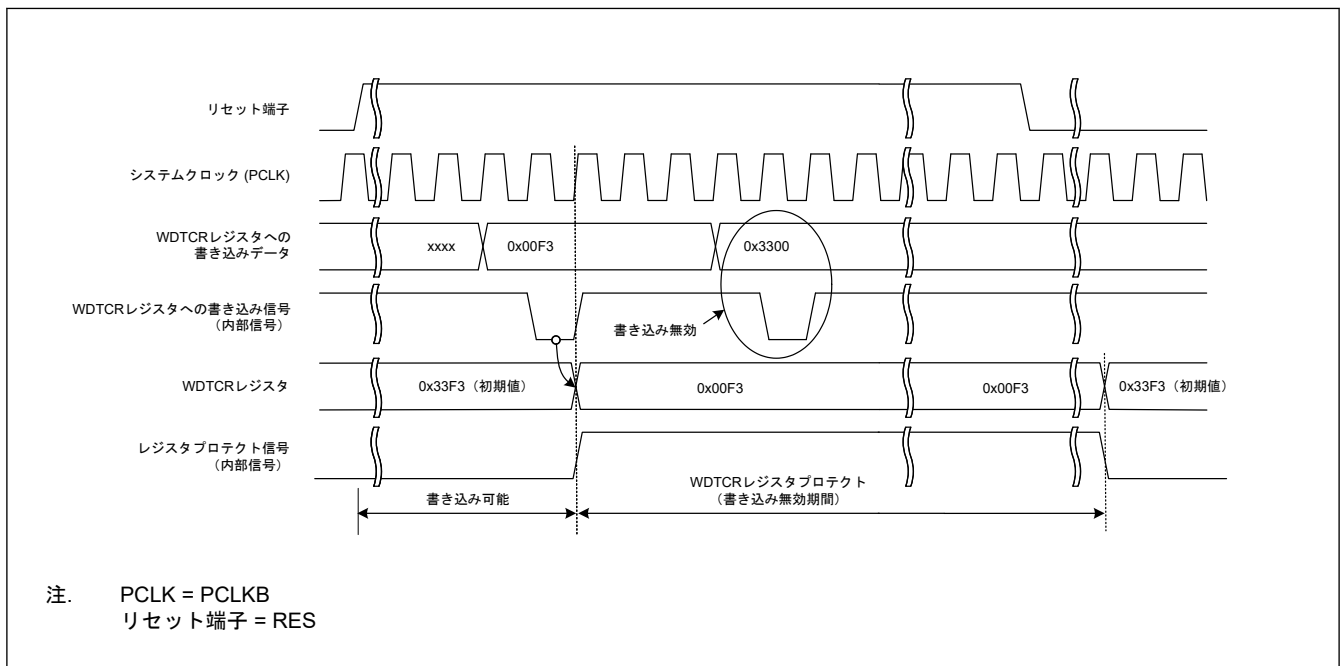 リセット端子
システムクロック (PCLK)
WDTCRレジスタへの
書き込みデータ
xxxx
0x00F3
0x3300
WDTCRレジスタへの書き込み信号
（内部信号）
書き込み無効
WDTCRレジスタ
0x33F3（初期値）
0x00F3
0x00F3
0x33F3（初期値）
レジスタプロテクト信号
（内部信号）
書き込み可能
WDTCRレジスタプロテクト
（書き込み無効期間）
注. PCLK = PCLKB
リセット端子 = RES